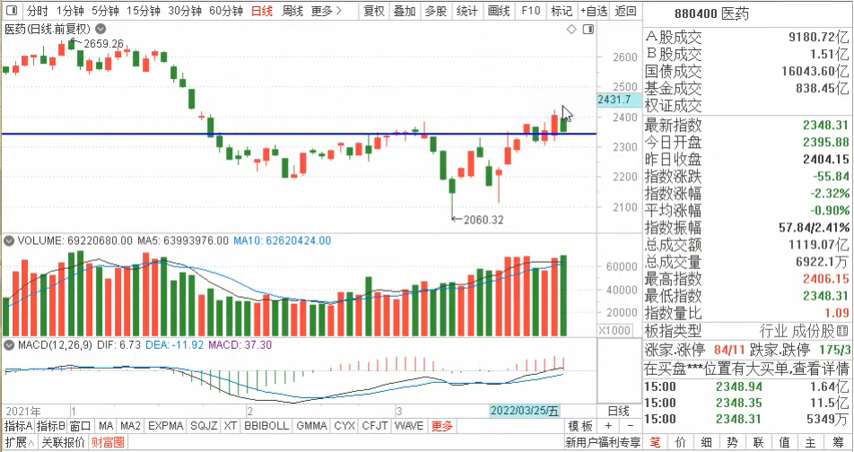 分时 1分钟 5分钟 15分钟 30分钟 60分钟 日线 周线 更多 > 复权 叠加 多股 统计 画线 F10 标记 +自选 返回
880400 医药
医药(日线.前复权)
2659.26
2600
2500
2431.7
2400
2300
2200
2100
2060.32
VOLUME: 69220680.00 MA5: 63993976.00 MA10: 62620424.00
60000
40000
20000
X1000
MACD(12,26,9) DIF: 6.73 DEA: -11.92 MACD: 37.30
2021年 1 2 3 2022/03/25/五 日线
指标A 指标B 窗口 MA MA2 EXPMA SQJZ XT BBIBOLL GMMA CYX CFJT WAVE 更多 模板 + -
扩展∧ 关联报价 财富圈 新用户福利专享
A股成交 9180.72亿
B股成交 1.51亿
国债成交 16043.60亿
基金成交 838.45亿
权证成交
最新指数 2348.31
今日开盘 2395.88
昨日收盘 2404.15
指数涨跌 -55.84
指数涨幅 -2.32%
平均涨幅 -0.90%
指数振幅 57.84/2.41%
总成交额 1119.07亿
总成交量 6922.1万
最高指数 2406.15
最低指数 2348.31
指数量比 1.09
板指类型 行业 成份股
涨家.涨停 84/11 跌家.跌停 175/3
在买盘***位置有大买单,查看详情
15:00 2348.94 1.64亿
15:00 2348.35 11.5亿
15:00 2348.31 5349万
笔 价 细 势 联 值 主 筹